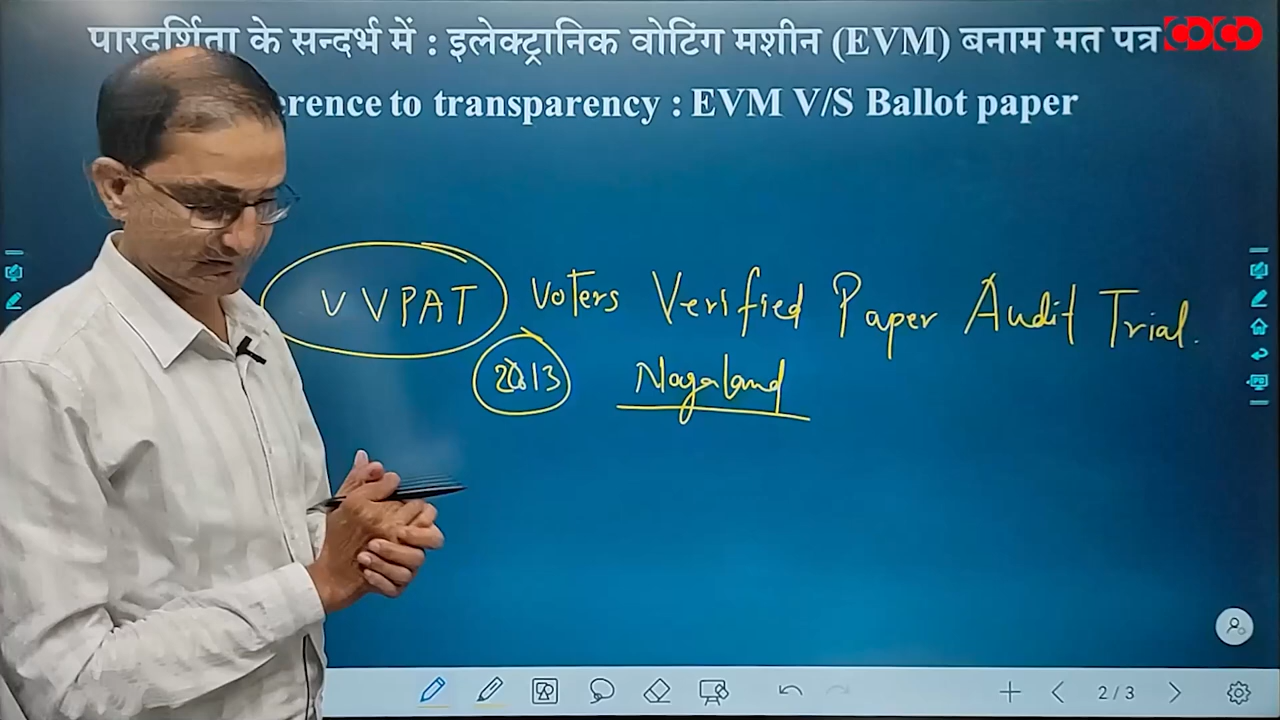 पारदर्शिता के सन्दर्भ में : इलेक्ट्रानिक वोटिंग मशीन (EVM) बनाम मत पत्र
erence to transparency : EVM V/S Ballot paper
VVPAT Voters Verified Paper Audit Trial.
2013 Nagaland
2/3